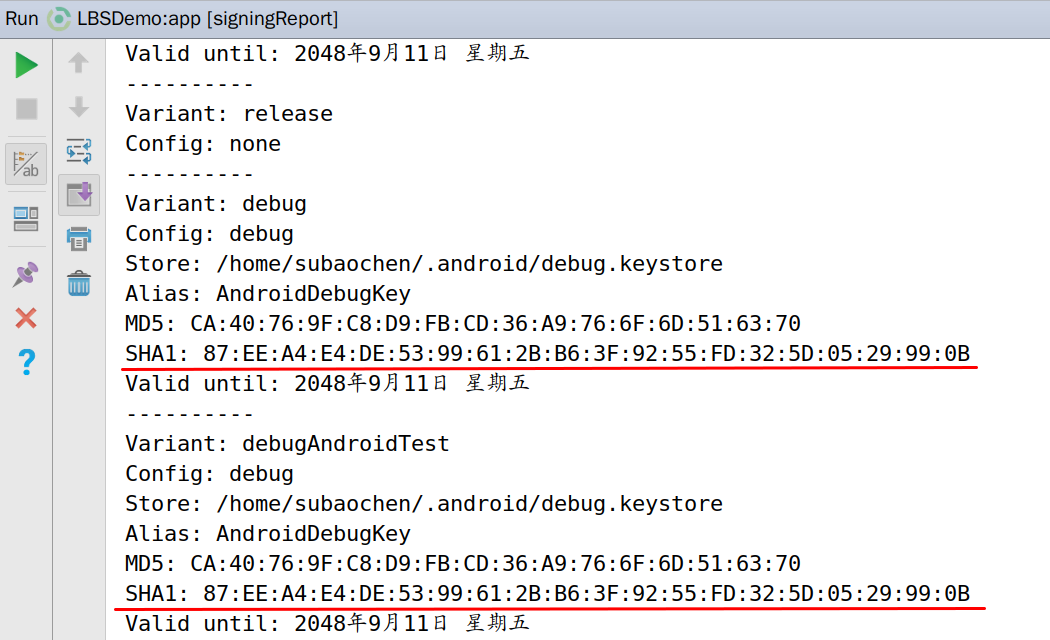 Run LBSDemo:app [signingReport]
Valid until: 2048年9月11日 星期五
----------
Variant: release
Config: none
----------
Variant: debug
Config: debug
Store: /home/subaochen/.android/debug.keystore
Alias: AndroidDebugKey
MD5: CA:40:76:9F:C8:D9:FB:CD:36:A9:76:6F:6D:51:63:70
SHA1: 87:EE:A4:E4:DE:53:99:61:2B:B6:3F:92:55:FD:32:5D:05:29:99:0B
Valid until: 2048年9月11日 星期五
----------
Variant: debugAndroidTest
Config: debug
Store: /home/subaochen/.android/debug.keystore
Alias: AndroidDebugKey
MD5: CA:40:76:9F:C8:D9:FB:CD:36:A9:76:6F:6D:51:63:70
SHA1: 87:EE:A4:E4:DE:53:99:61:2B:B6:3F:92:55:FD:32:5D:05:29:99:0B
Valid until: 2048年9月11日 星期五